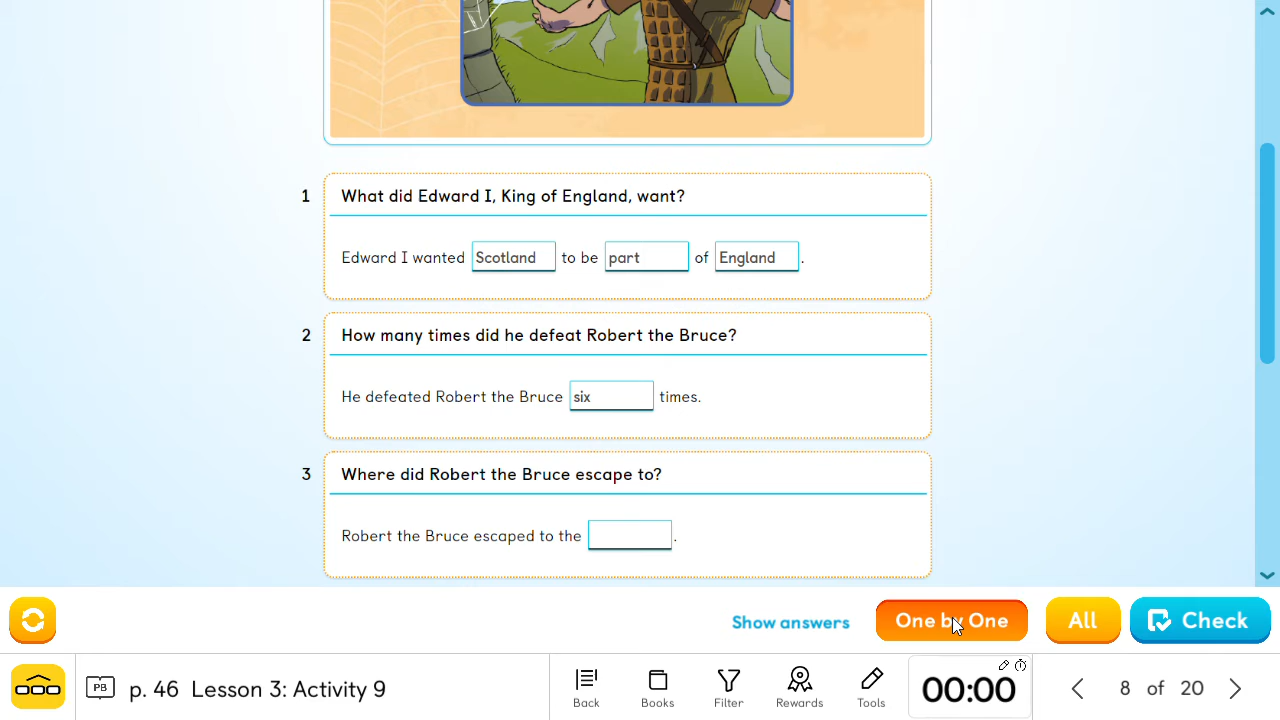 1 What did Edward I, King of England, want?
Edward I wanted Scotland to be part of England.
2 How many times did he defeat Robert the Bruce?
He defeated Robert the Bruce six times.
3 Where did Robert the Bruce escape to?
Robert the Bruce escaped to the .
Show answers One by One All Check
PB p. 46 Lesson 3: Activity 9 Back Books Filter Rewards Tools 00:00 8 of 20